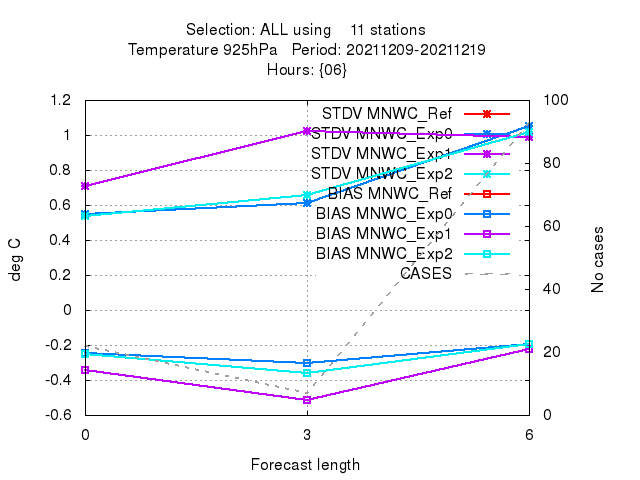 Selection: ALL using    11 stations
Temperature 925hPa   Period: 20211209-20211219
Hours: {06}
1.2
1
0.8
0.6
0.4
0.2
0
-0.2
-0.4
-0.6
deg C
STDV MNWC_Ref
STDV MNWC_Exp0
STDV MNWC_Exp1
STDV MNWC_Exp2
BIAS MNWC_Ref
BIAS MNWC_Exp0
BIAS MNWC_Exp1
BIAS MNWC_Exp2
CASES
100
80
60
40
20
0
No cases
0 3 6
Forecast length